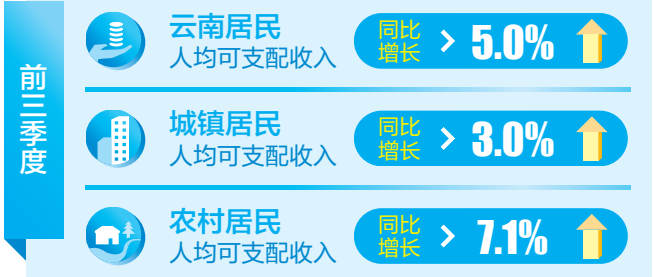 前三季度
云南居民
人均可支配收入
同比
增长
5.0%
城镇居民
人均可支配收入
同比
增长
3.0%
农村居民
人均可支配收入
同比
增长
7.1%